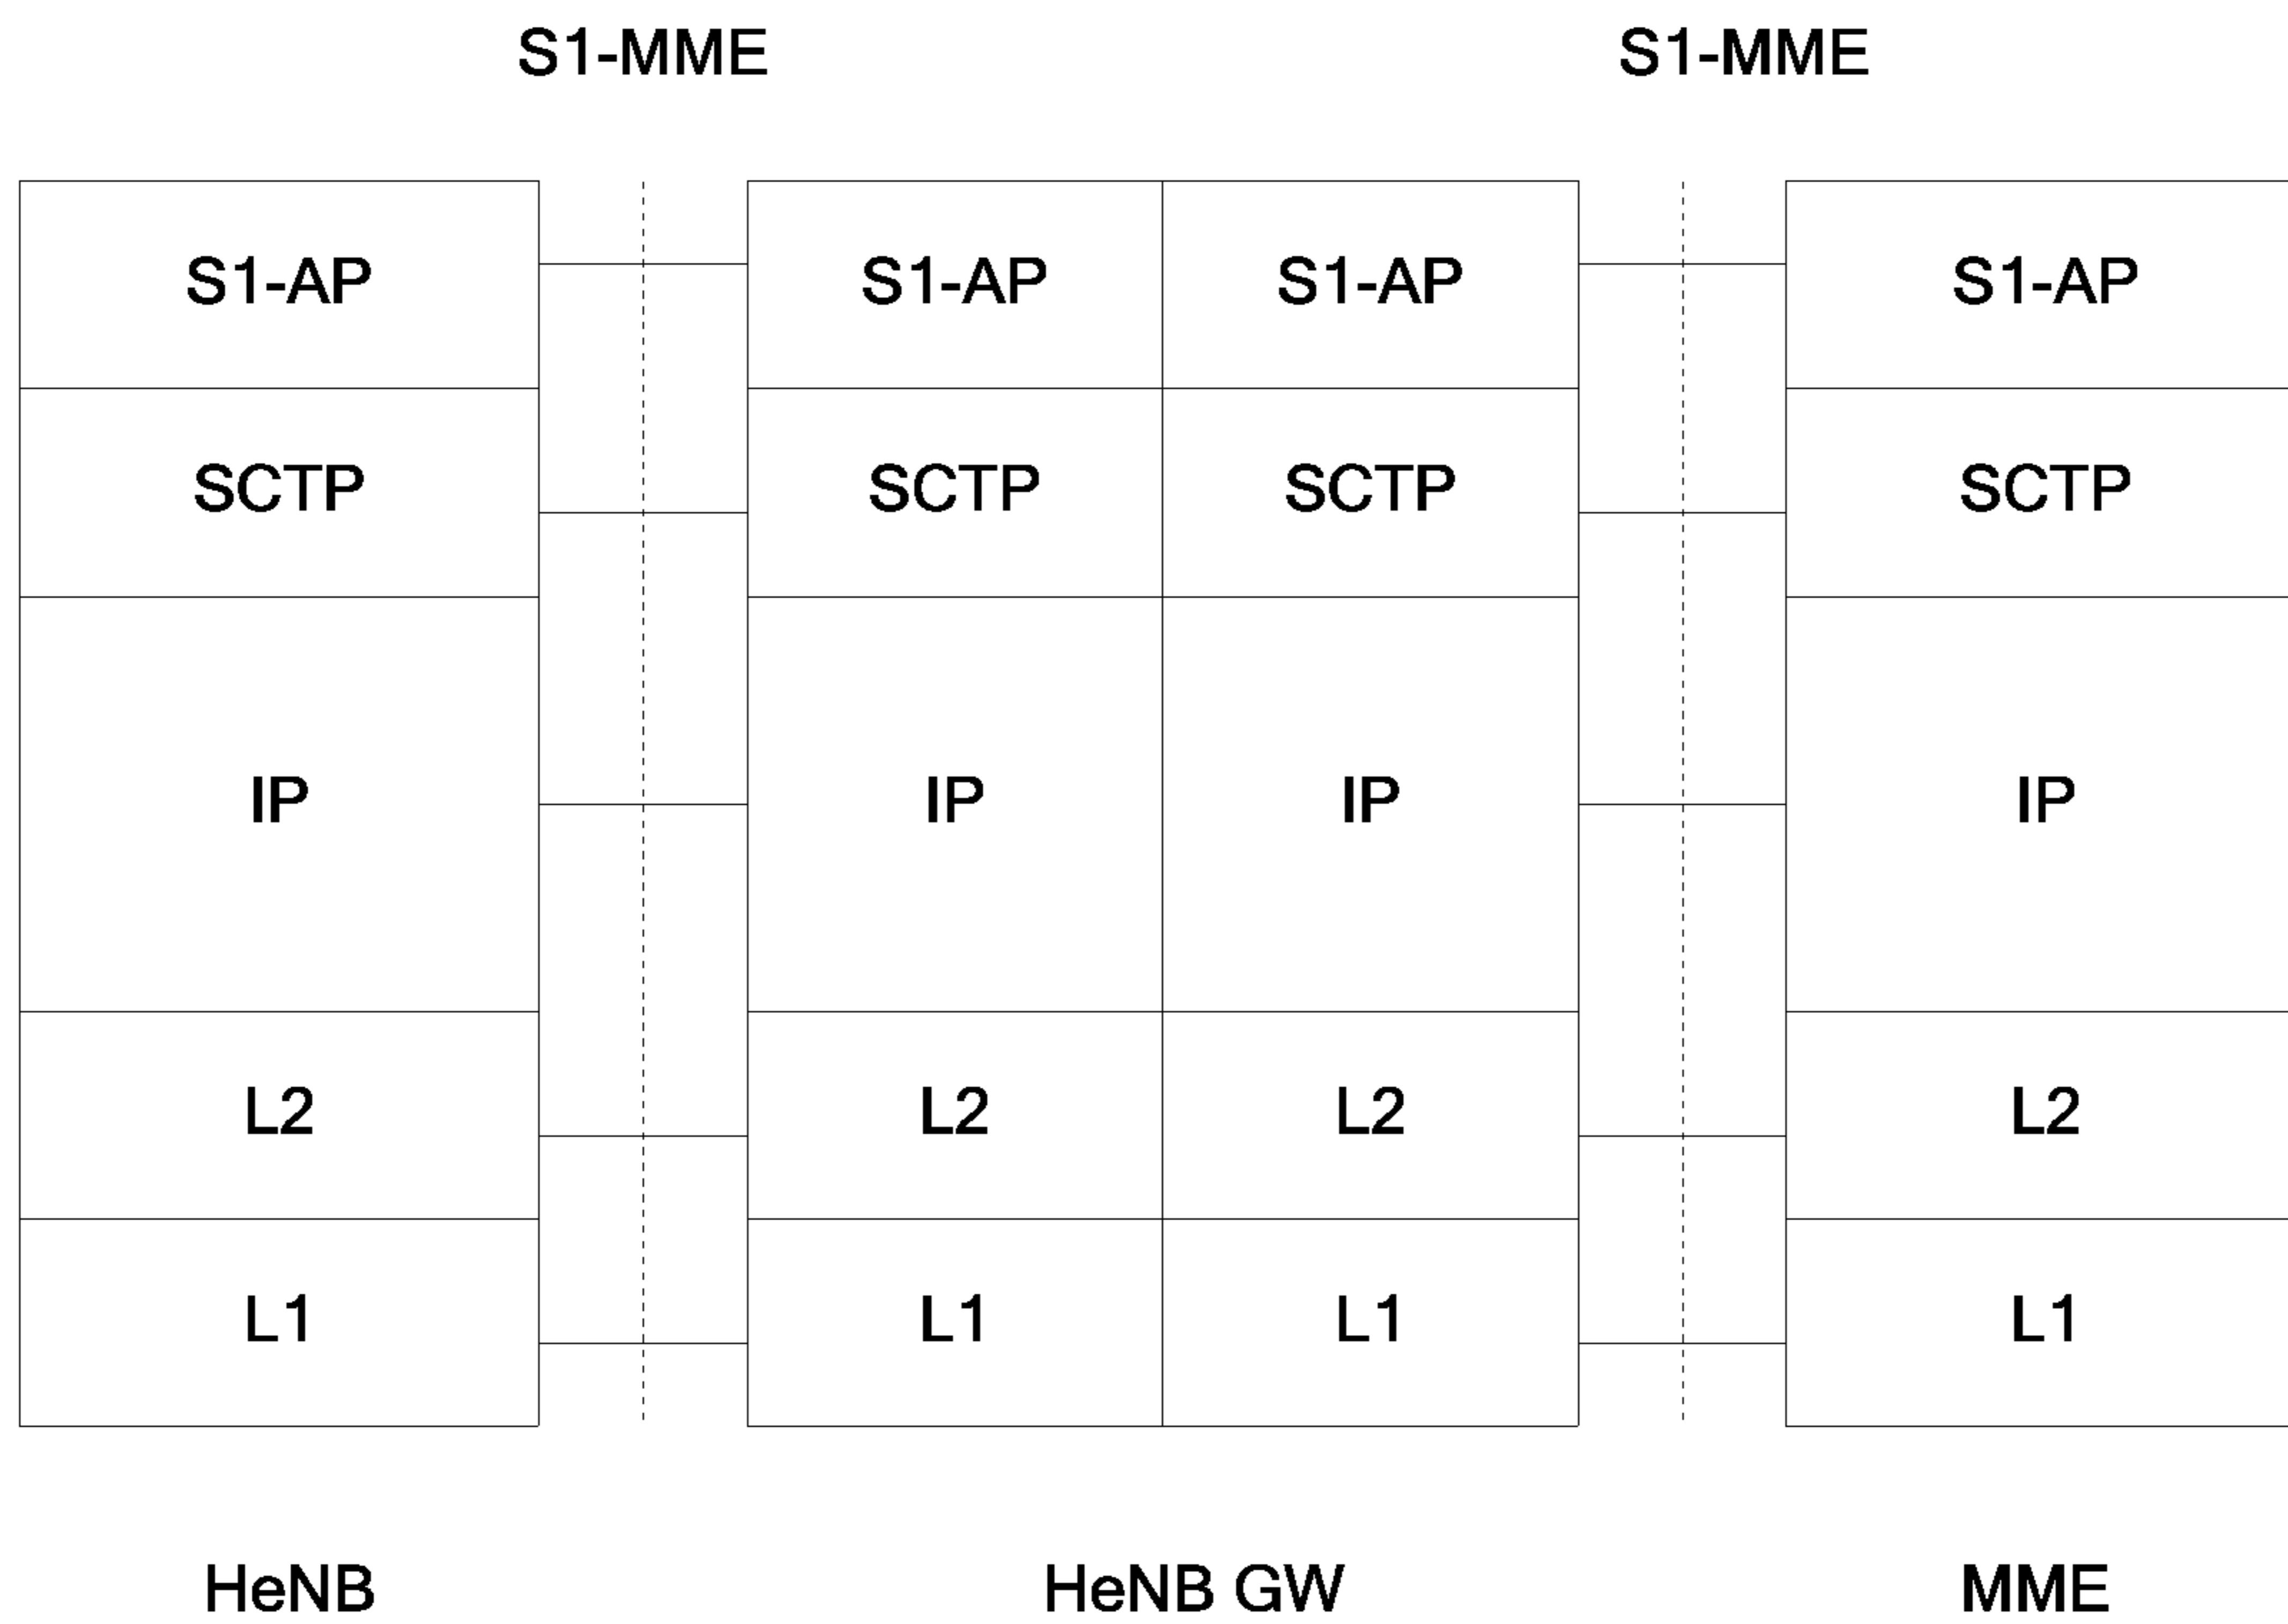 S1-MME S1-MME
S1-AP S1-AP S1-AP S1-AP
SCTP SCTP SCTP SCTP
IP IP IP IP
L2 L2 L2 L2
L1 L1 L1 L1
HeNB HeNB GW MME